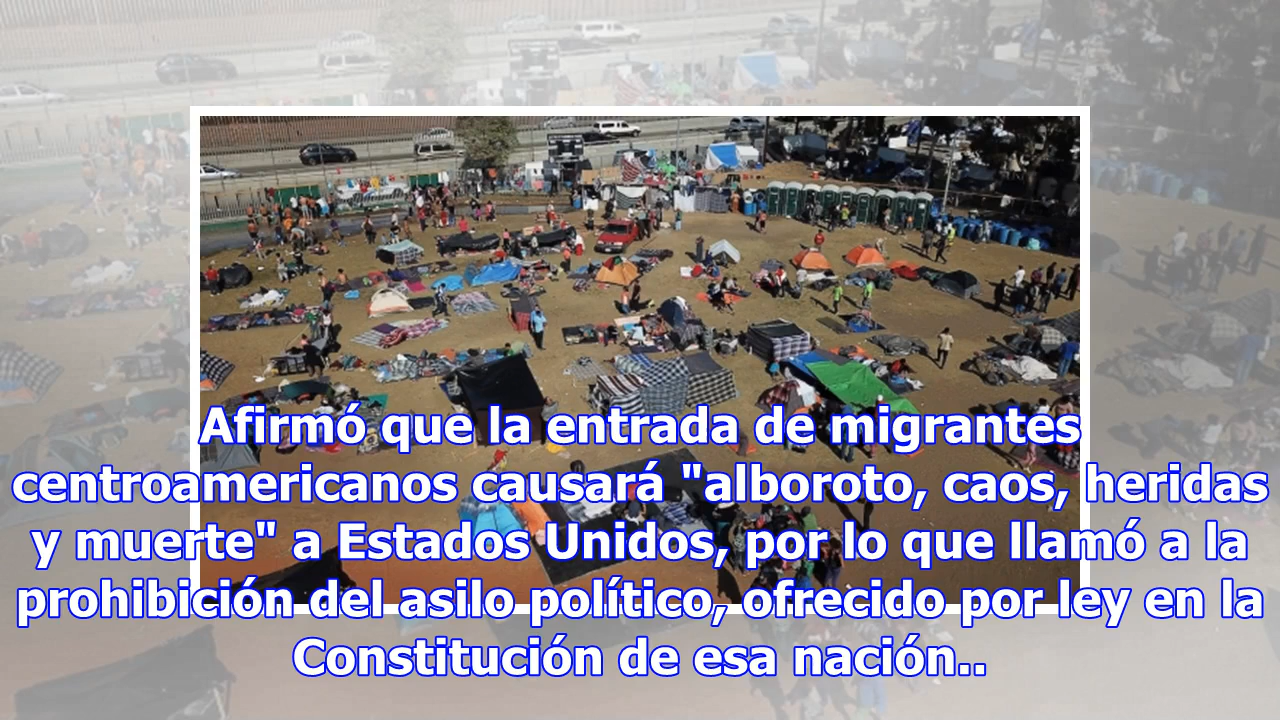 Afirmó que la entrada de migrantes
centroamericanos causará "alboroto, caos, heridas
y muerte" a Estados Unidos, por lo que llamó a la
prohibición del asilo político, ofrecido por ley en la
Constitución de esa nación..